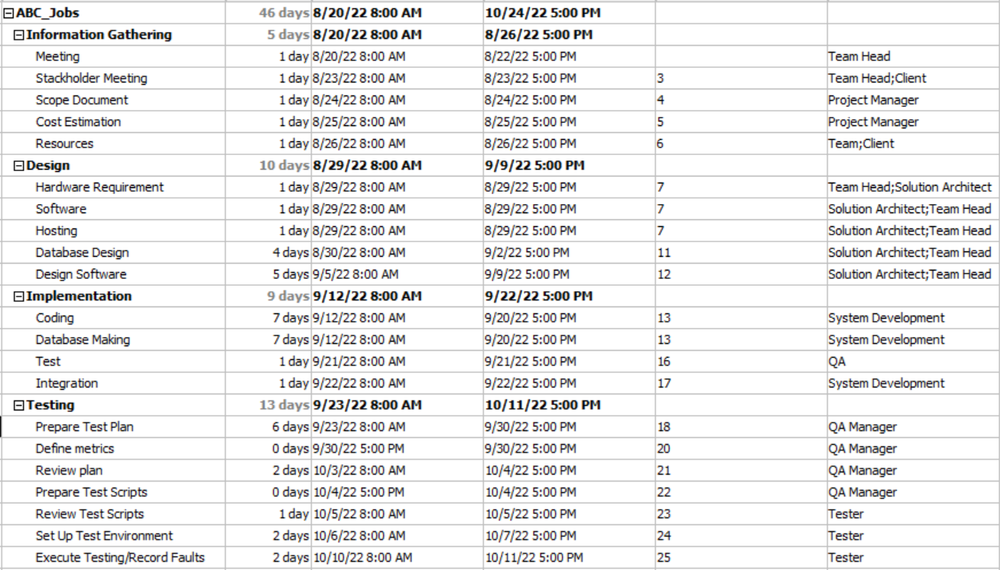 ABC_Jobs 46 days 8/20/22 8:00 AM 10/24/22 5:00 PM
Information Gathering 5 days 8/20/22 8:00 AM 8/26/22 5:00 PM
Meeting 1 day 8/20/22 8:00 AM 8/22/22 5:00 PM Team Head
Stackholder Meeting 1 day 8/23/22 8:00 AM 8/23/22 5:00 PM 3 Team Head;Client
Scope Document 1 day 8/24/22 8:00 AM 8/24/22 5:00 PM 4 Project Manager
Cost Estimation 1 day 8/25/22 8:00 AM 8/25/22 5:00 PM 5 Project Manager
Resources 1 day 8/26/22 8:00 AM 8/26/22 5:00 PM 6 Team;Client
Design 10 days 8/29/22 8:00 AM 9/9/22 5:00 PM
Hardware Requirement 1 day 8/29/22 8:00 AM 8/29/22 5:00 PM 7 Team Head;Solution Architect
Software 1 day 8/29/22 8:00 AM 8/29/22 5:00 PM 7 Solution Architect;Team Head
Hosting 1 day 8/29/22 8:00 AM 8/29/22 5:00 PM 7 Solution Architect;Team Head
Database Design 4 days 8/30/22 8:00 AM 9/2/22 5:00 PM 11 Solution Architect;Team Head
Design Software 5 days 9/5/22 8:00 AM 9/9/22 5:00 PM 12 Solution Architect;Team Head
Implementation 9 days 9/12/22 8:00 AM 9/22/22 5:00 PM
Coding 7 days 9/12/22 8:00 AM 9/20/22 5:00 PM 13 System Development
Database Making 7 days 9/12/22 8:00 AM 9/20/22 5:00 PM 13 System Development
Test 1 day 9/21/22 8:00 AM 9/21/22 5:00 PM 16 QA
Integration 1 day 9/22/22 8:00 AM 9/22/22 5:00 PM 17 System Development
Testing 13 days 9/23/22 8:00 AM 10/11/22 5:00 PM
Prepare Test Plan 6 days 9/23/22 8:00 AM 9/30/22 5:00 PM 18 QA Manager
Define metrics 0 days 9/30/22 5:00 PM 9/30/22 5:00 PM 20 QA Manager
Review plan 2 days 10/3/22 8:00 AM 10/4/22 5:00 PM 21 QA Manager
Prepare Test Scripts 0 days 10/4/22 5:00 PM 10/4/22 5:00 PM 22 QA Manager
Review Test Scripts 1 day 10/5/22 8:00 AM 10/5/22 5:00 PM 23 Tester
Set Up Test Environment 2 days 10/6/22 8:00 AM 10/7/22 5:00 PM 24 Tester
Execute Testing/Record Faults 2 days 10/10/22 8:00 AM 10/11/22 5:00 PM 25 Tester